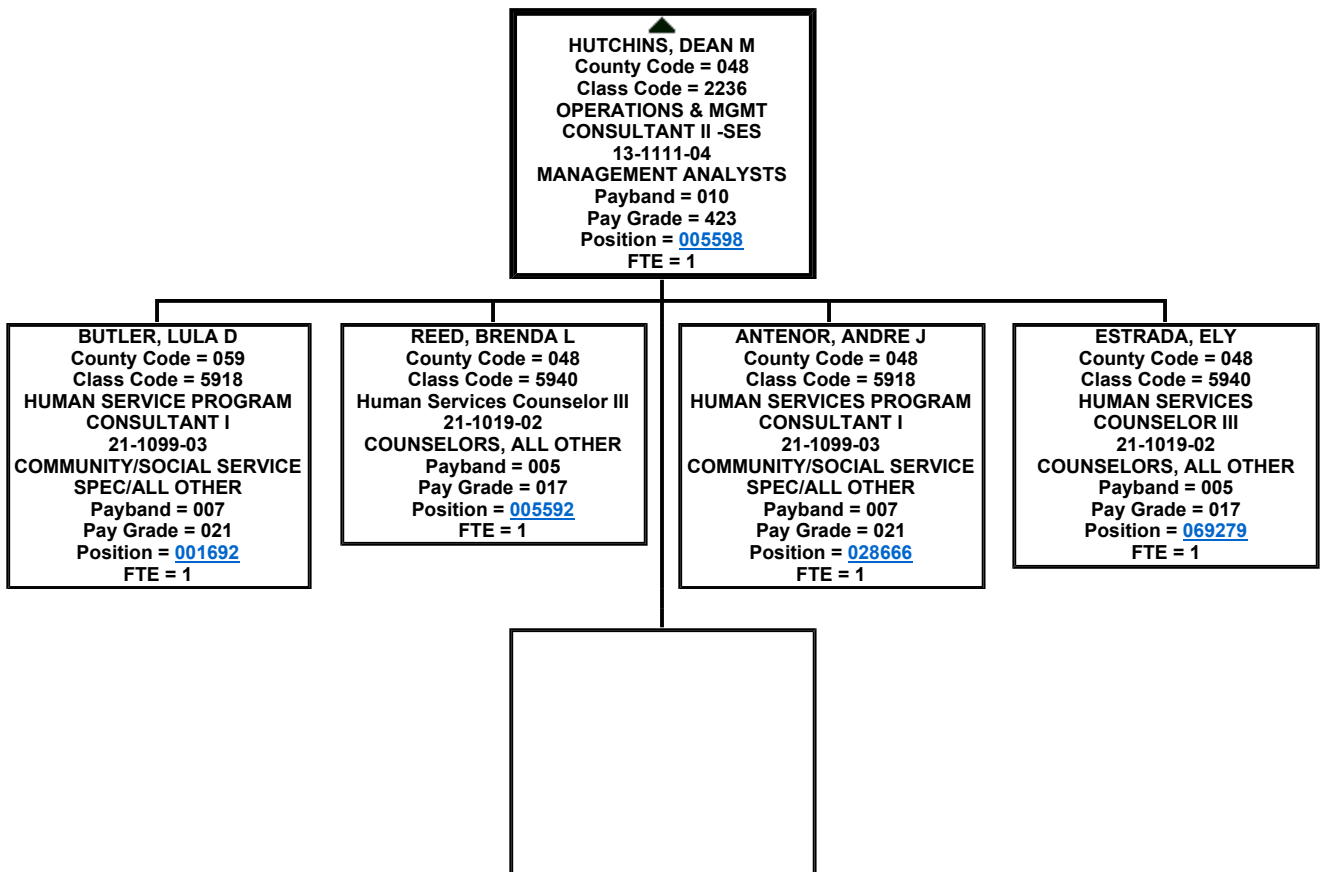 HUTCHINS, DEAN M
County Code = 048
Class Code = 2236
OPERATIONS & MGMT
CONSULTANT II -SES
13-1111-04
MANAGEMENT ANALYSTS
Payband = 010
Pay Grade = 423
Position = 005598
FTE = 1
BUTLER, LULA D
County Code = 059
Class Code = 5918
HUMAN SERVICE PROGRAM
CONSULTANT I
21-1099-03
COMMUNITY/SOCIAL SERVICE
SPEC/ALL OTHER
Payband = 007
Pay Grade = 021
Position = 001692
FTE = 1
REED, BRENDA L
County Code = 048
Class Code = 5940
Human Services Counselor III
21-1019-02
COUNSELORS, ALL OTHER
Payband = 005
Pay Grade = 017
Position = 005592
FTE = 1
ANTENOR, ANDRE J
County Code = 048
Class Code = 5918
HUMAN SERVICES PROGRAM
CONSULTANT I
21-1099-03
COMMUNITY/SOCIAL SERVICE
SPEC/ALL OTHER
Payband = 007
Pay Grade = 021
Position = 028666
FTE = 1
ESTRADA, ELY
County Code = 048
Class Code = 5940
HUMAN SERVICES
COUNSELOR III
21-1019-02
COUNSELORS, ALL OTHER
Payband = 005
Pay Grade = 017
Position = 069279
FTE = 1